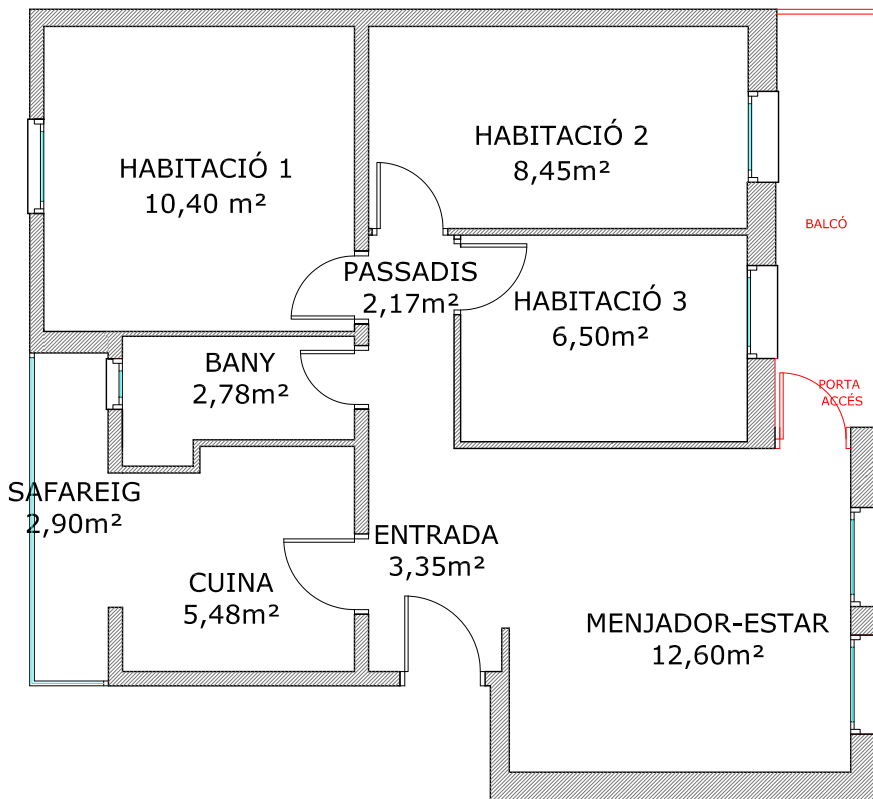 HABITACIÓ 1
10,40 m²
HABITACIÓ 2
8,45m²
BALCÓ
PASSADIS
2,17m²
HABITACIÓ 3
6,50m²
BANY
2,78m²
PORTA
ACCÉS
SAFAREIG
2,90m²
ENTRADA
3,35m²
CUINA
5,48m²
MENJADOR-ESTAR
12,60m²